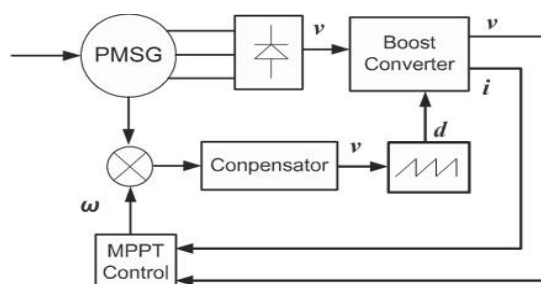 PMSG
v
Boost
Converter
v
i
d
Conpensator
v
ω
MPPT
Control